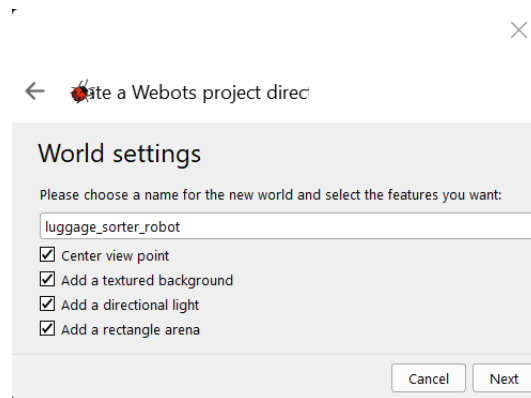 ate a Webots project direc
World settings
Please choose a name for the new world and select the features you want:
luggage_sorter_robot
Center view point
Add a textured background
Add a directional light
Add a rectangle arena
Cancel Next